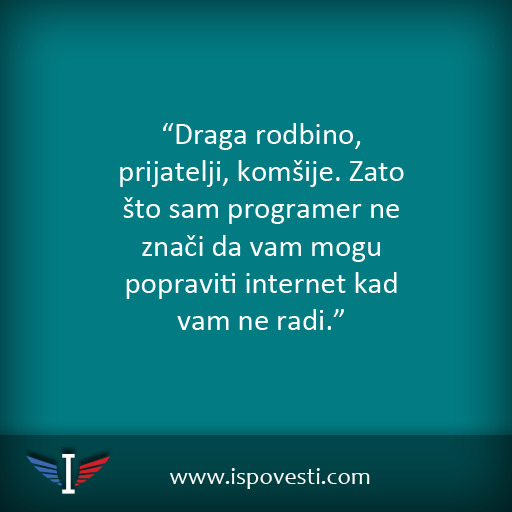 “Draga rodbino,
prijatelji, komšije. Zato
što sam programer ne
znači da vam mogu
popraviti internet kad
vam ne radi.”
I
www.ispovesti.com